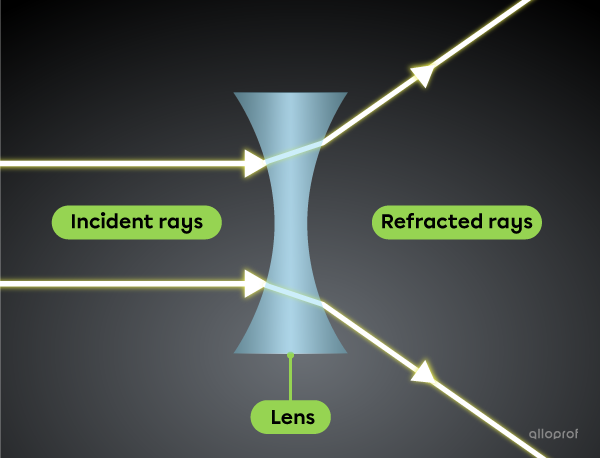 Incident rays
Refracted rays
Lens
alloprof